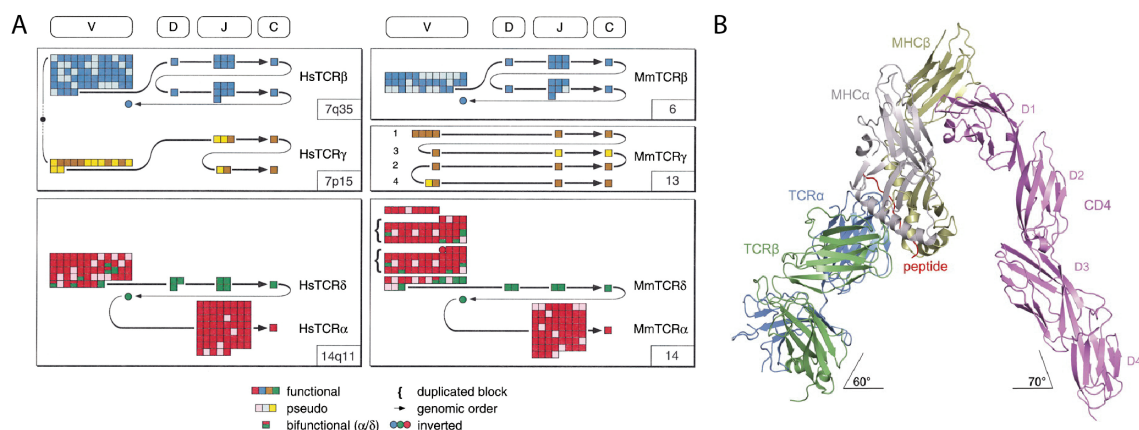 A
V D J C
V D J C
HsTCRβ
7q35
HsTCRγ
7p15
HsTCRδ
HsTCRα
14q11
MmTCRβ
6
1
3
2
4
MmTCRγ
13
{
{
MmTCRδ
MmTCRα
14
functional
pseudo
bifunctional (α/δ)
{ duplicated block
genomic order
inverted
B
MHCβ
MHCα
D1
D2
CD4
TCRα
TCRβ
peptide
D3
D4
60°
70°